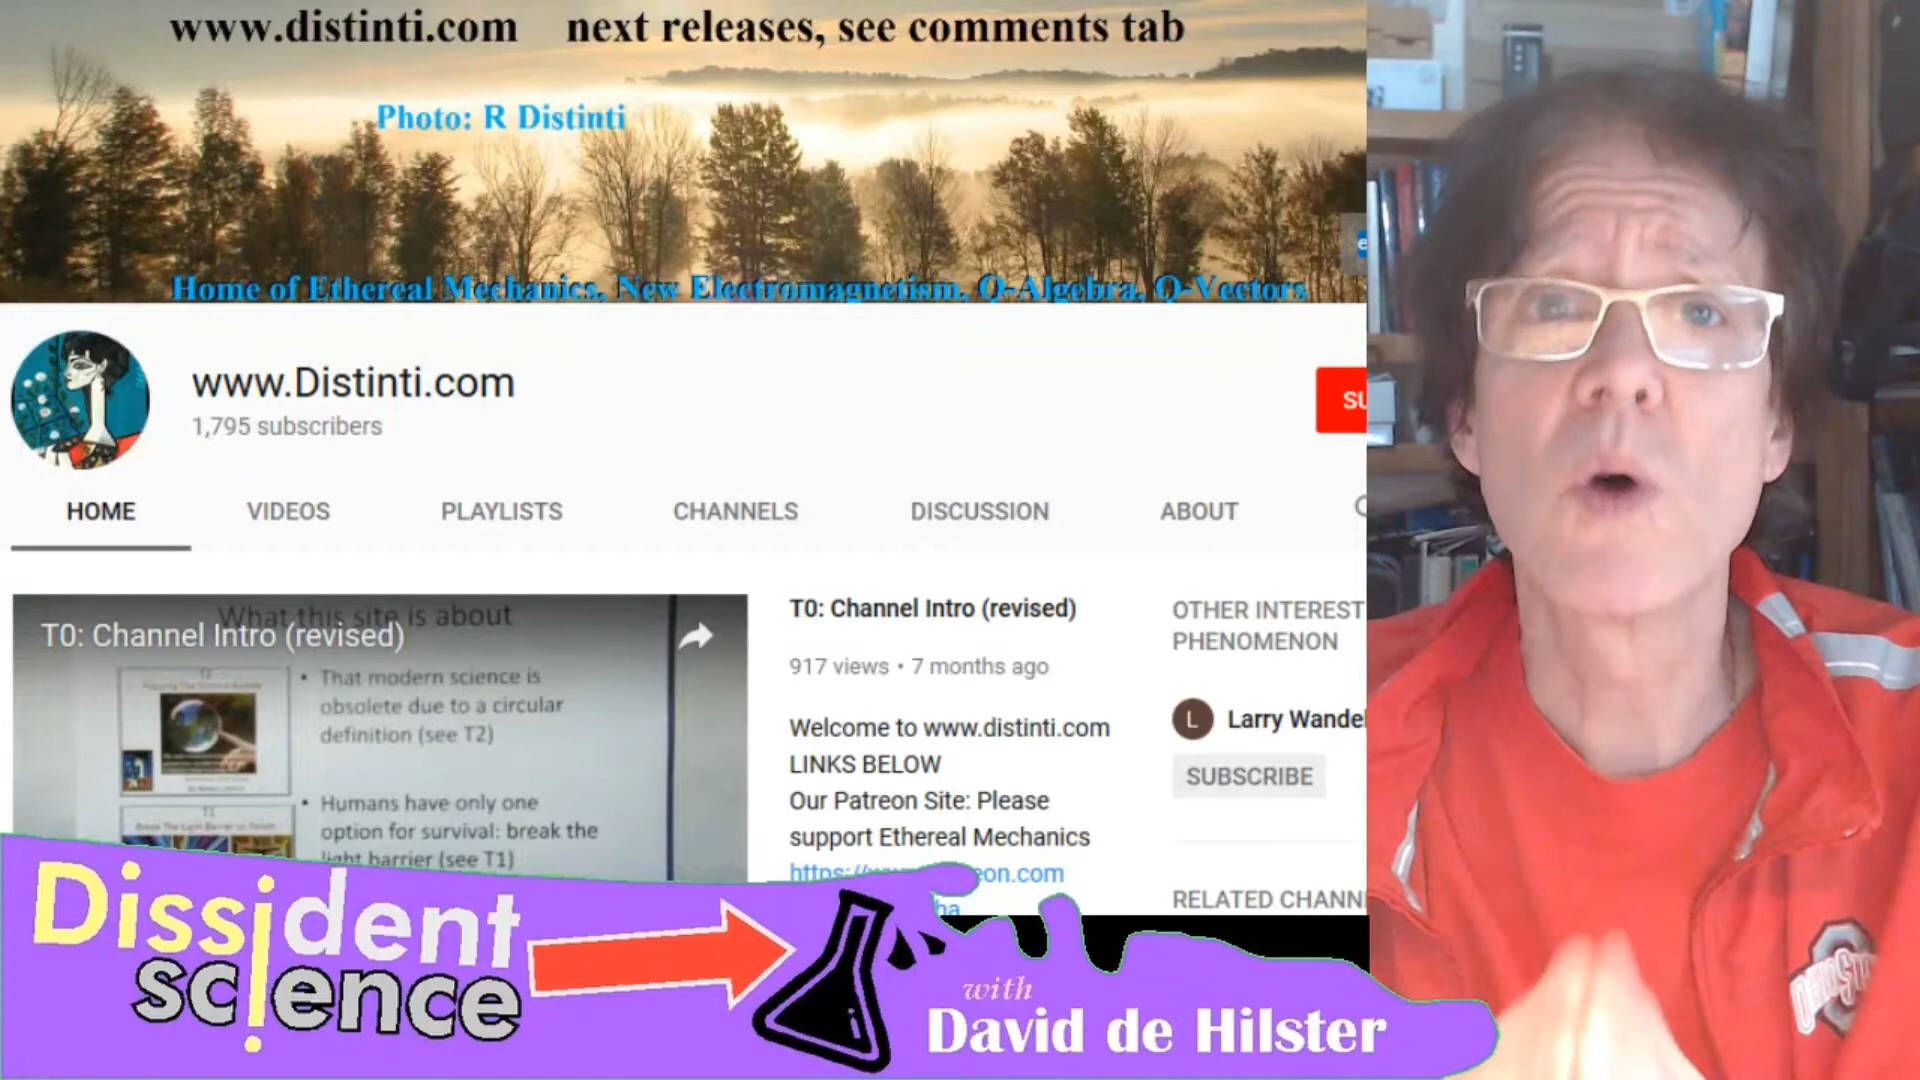 www.distinti.com next releases, see comments tab
Photo: R Distinti
Home of Ethereal Mechanics, New Electromagnetism, Q-Algebra, Q-Vectors
www.Distinti.com
1,795 subscribers
SU
HOME VIDEOS PLAYLISTS CHANNELS DISCUSSION ABOUT
What this site is about
T0: Channel Intro (revised)
• That modern science is
obsolete due to a circular
definition (see T2)
• Humans have only one
option for survival: break the
light barrier (see T1)
T0: Channel Intro (revised)
917 views • 7 months ago
Welcome to www.distinti.com
LINKS BELOW
Our Patreon Site: Please
support Ethereal Mechanics
OTHER INTEREST
PHENOMENON
L Larry Wande
SUBSCRIBE
RELATED CHANN
Dissident
science
with
David de Hilster